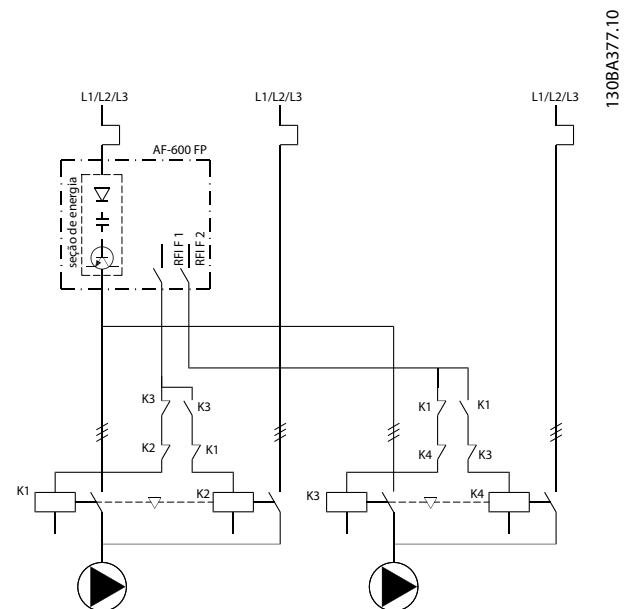 130BA377.10
L1/L2/L3
L1/L2/L3
L1/L2/L3
AF-600 FP
seção de energia
RFI F 1
RFI F 2
K3
K3
K1
K1
K2
K1
K4
K3
K1
K2
K3
K4